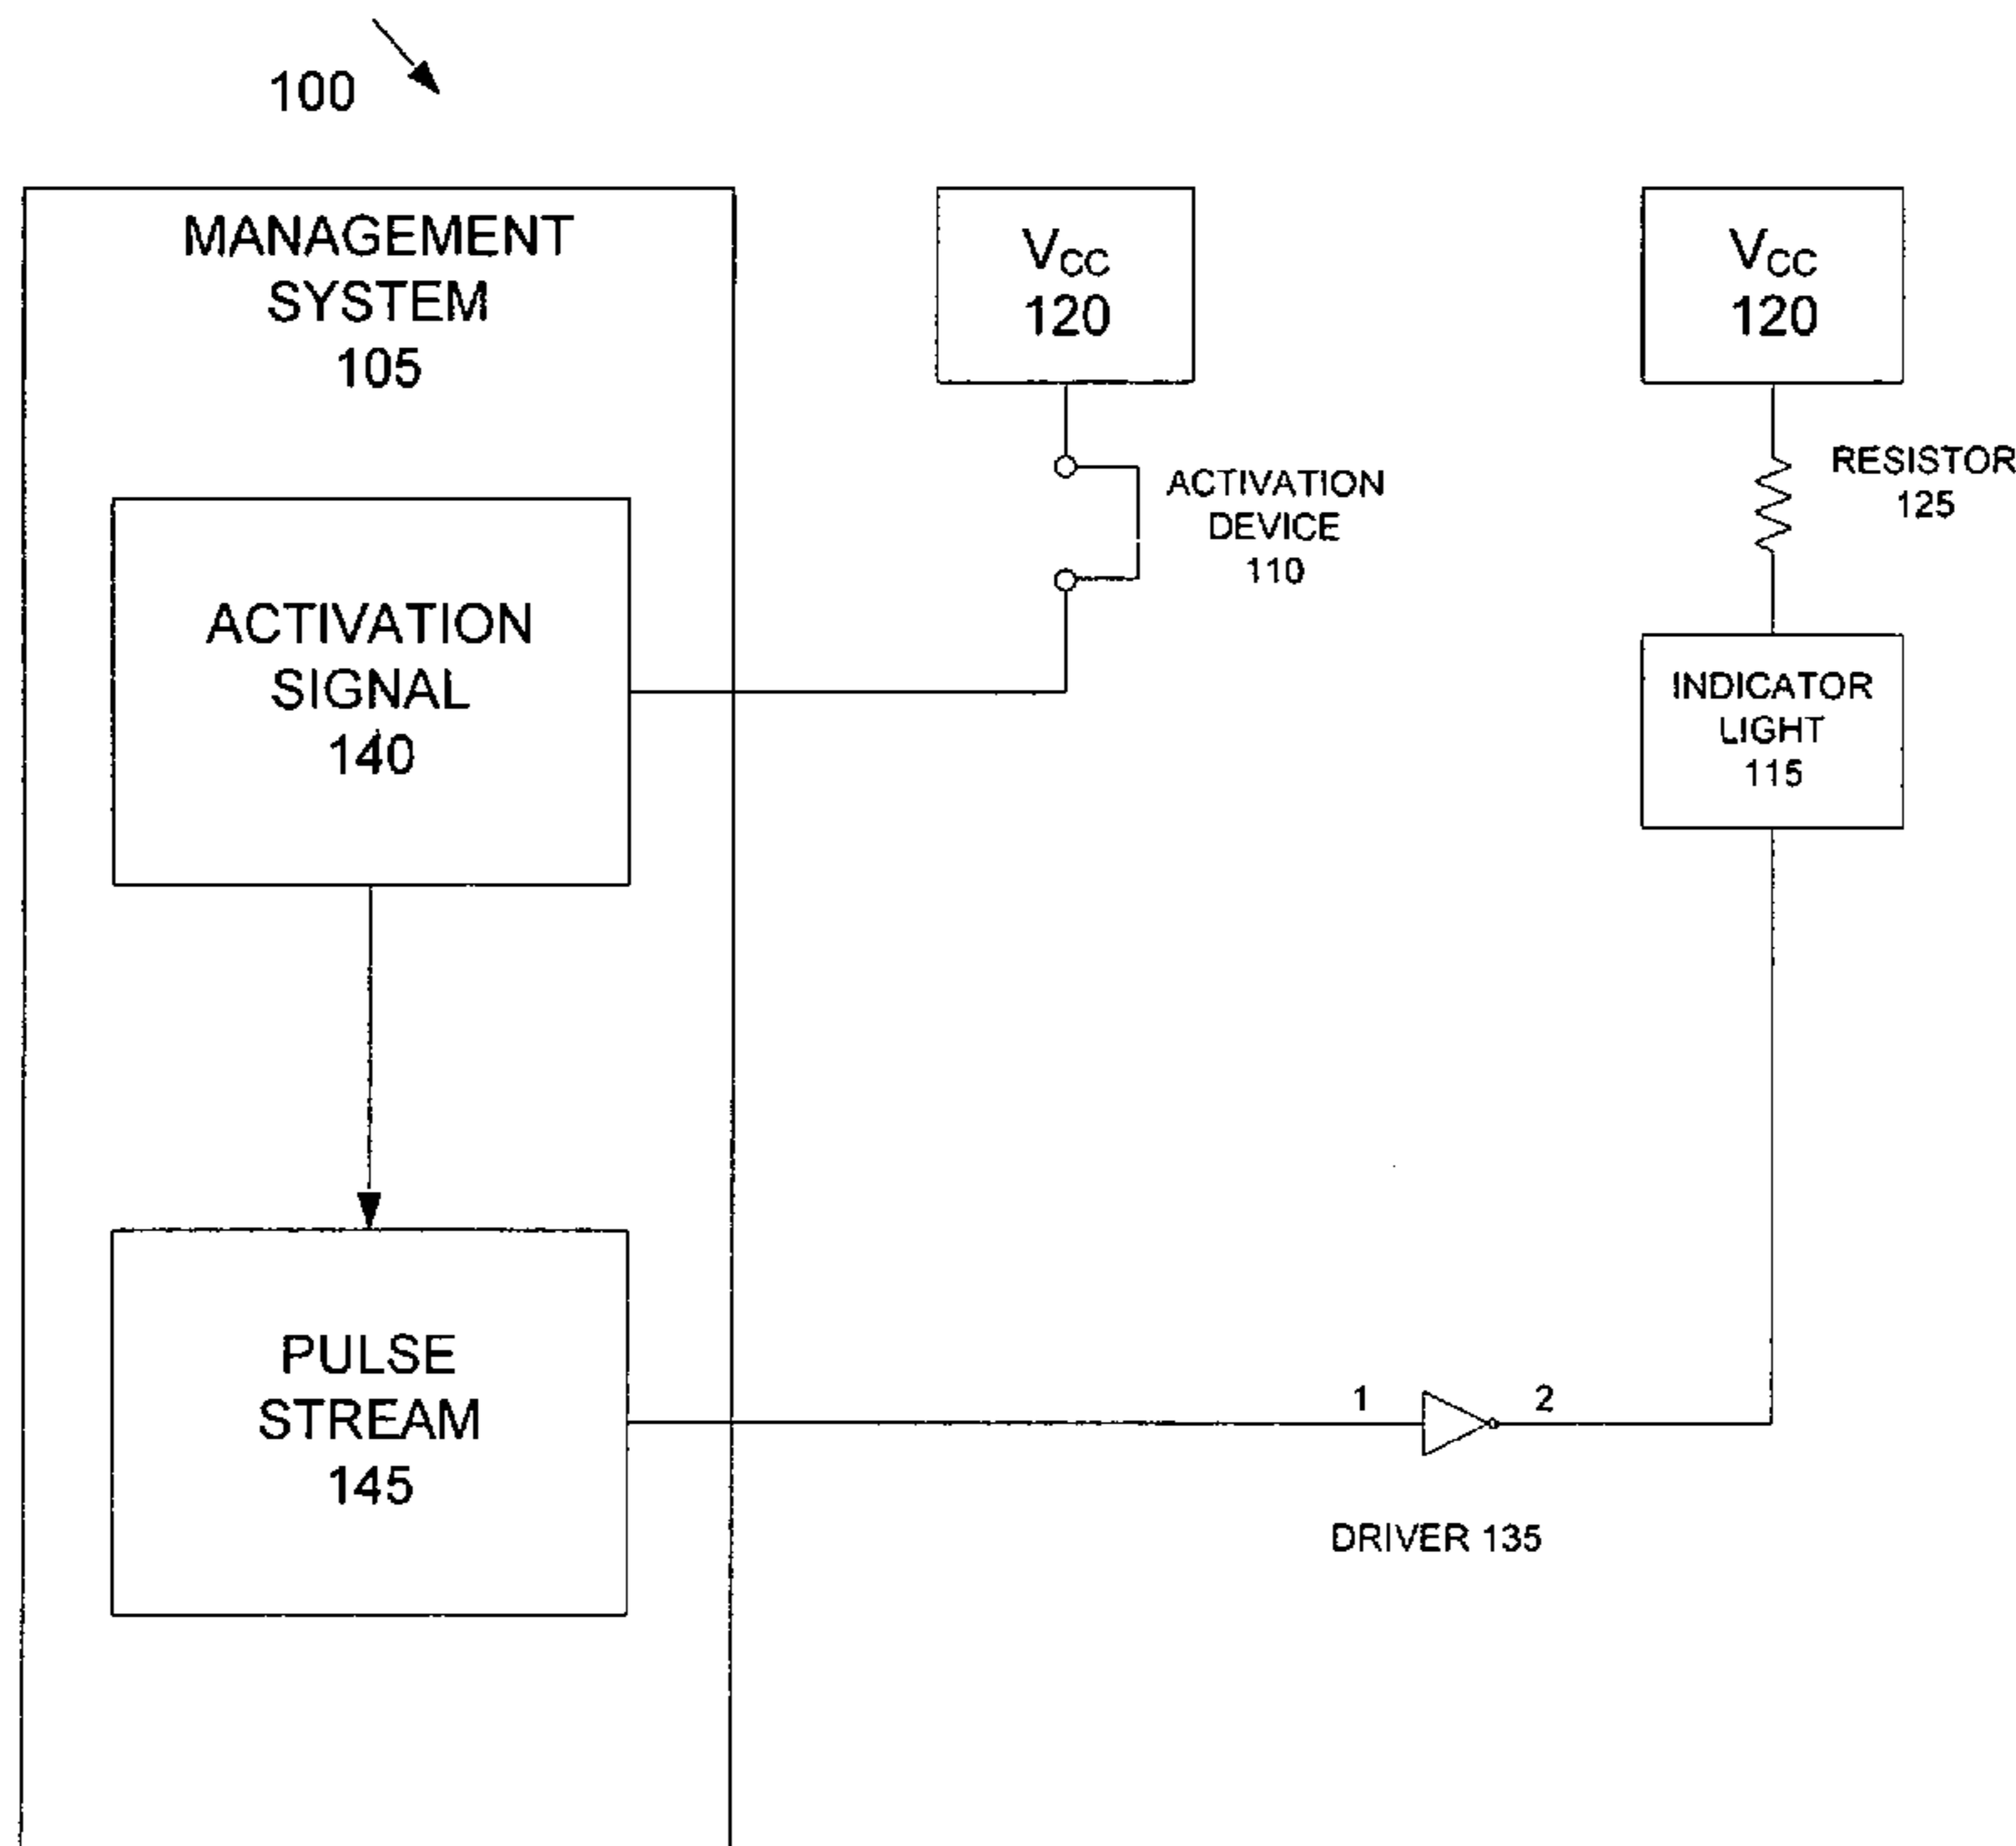 100
MANAGEMENT
SYSTEM
105
VCC
120
VCC
120
RESISTOR
125
ACTIVATION
DEVICE
110
ACTIVATION
SIGNAL
140
INDICATOR
LIGHT
115
PULSE
STREAM
145
1
2
DRIVER 135